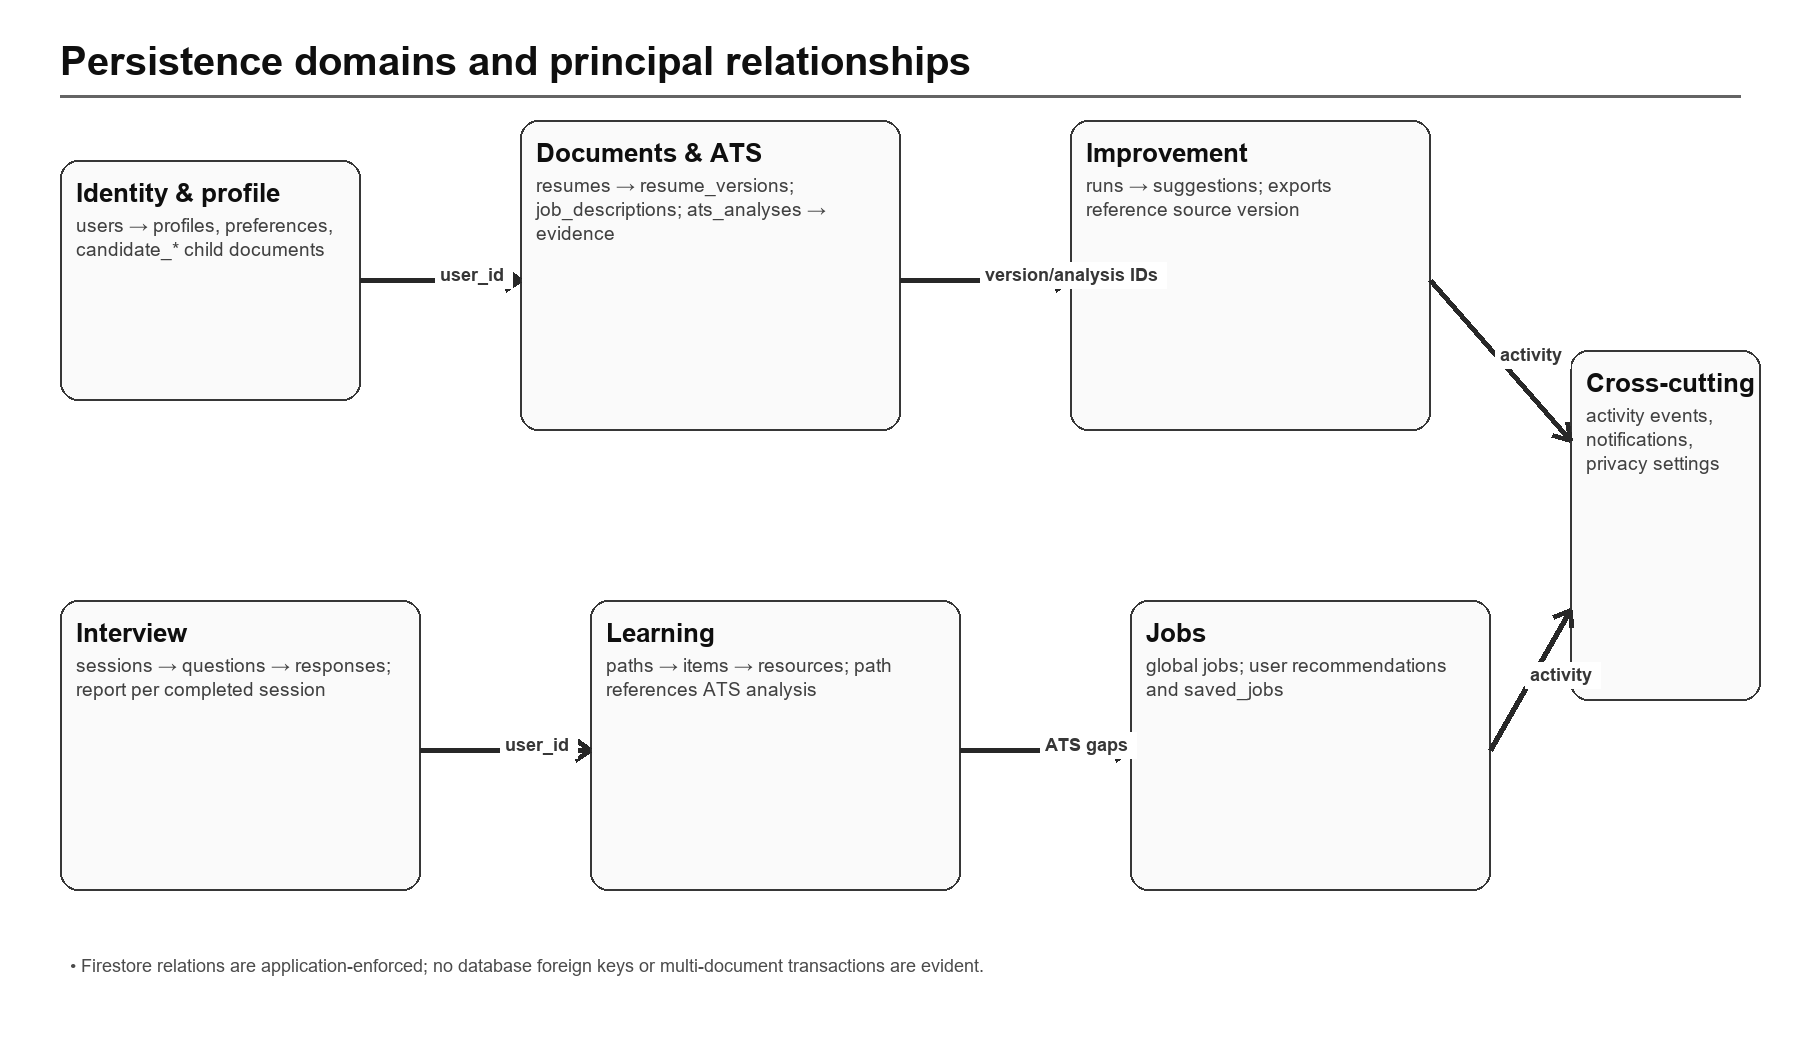 Persistence domains and principal relationships
Identity & profile
users → profiles, preferences,
candidate_* child documents
user_id
Documents & ATS
resumes → resume_versions;
job_descriptions; ats_analyses →
evidence
version/analysis IDs
Improvement
runs → suggestions; exports
reference source version
activity
Cross-cutting
activity events,
notifications,
privacy settings
Interview
sessions → questions → responses;
report per completed session
user_id
Learning
paths → items → resources; path
references ATS analysis
ATS gaps
Jobs
global jobs; user recommendations
and saved_jobs
activity
• Firestore relations are application-enforced; no database foreign keys or multi-document transactions are evident.